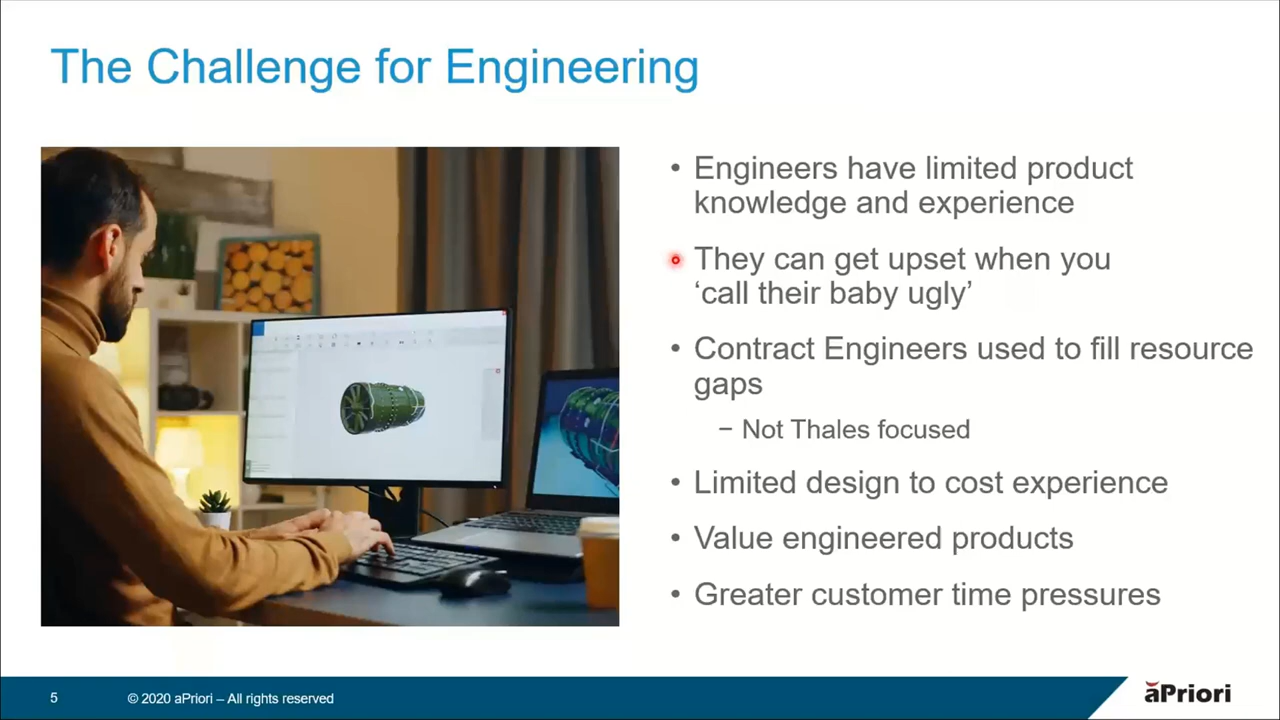 The Challenge for Engineering
• Engineers have limited product
knowledge and experience
• They can get upset when you
‘call their baby ugly’
• Contract Engineers used to fill resource
gaps
− Not Thales focused
• Limited design to cost experience
• Value engineered products
• Greater customer time pressures
5
© 2020 aPriori – All rights reserved
aPriori